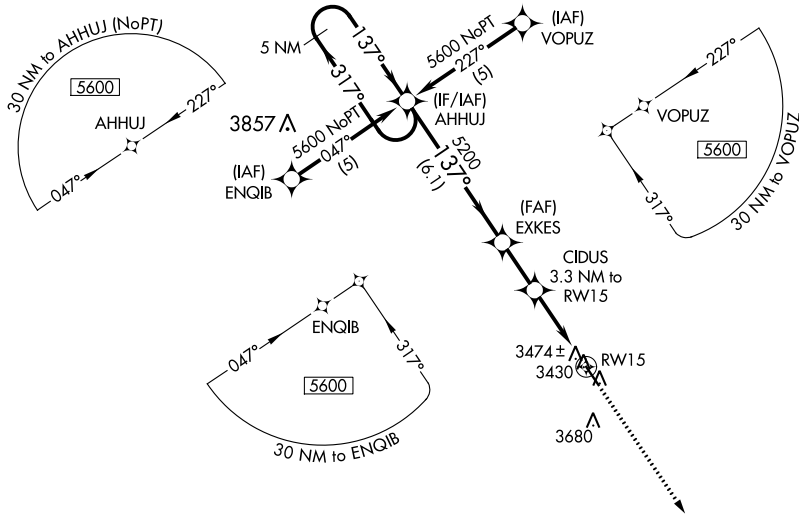 30 NM to AHHUJ (NoPT)
5600
227°
AHHUJ
047°
5 NM
137°
317°
(IAF)
VOPUZ
5600 NoPT
227°
(5)
(IF/IAF)
AHHUJ
3857
5600 NoPT
047°
(5)
(IAF)
ENQIB
5200
137°
(6.1)
(FAF)
EXKES
CIDUS
3.3 NM to
RW15
3474±
3430
RW15
3680
227°
VOPUZ
5600
317°
30 NM to VOPUZ
ENQIB
047°
317°
5600
30 NM to ENQIB